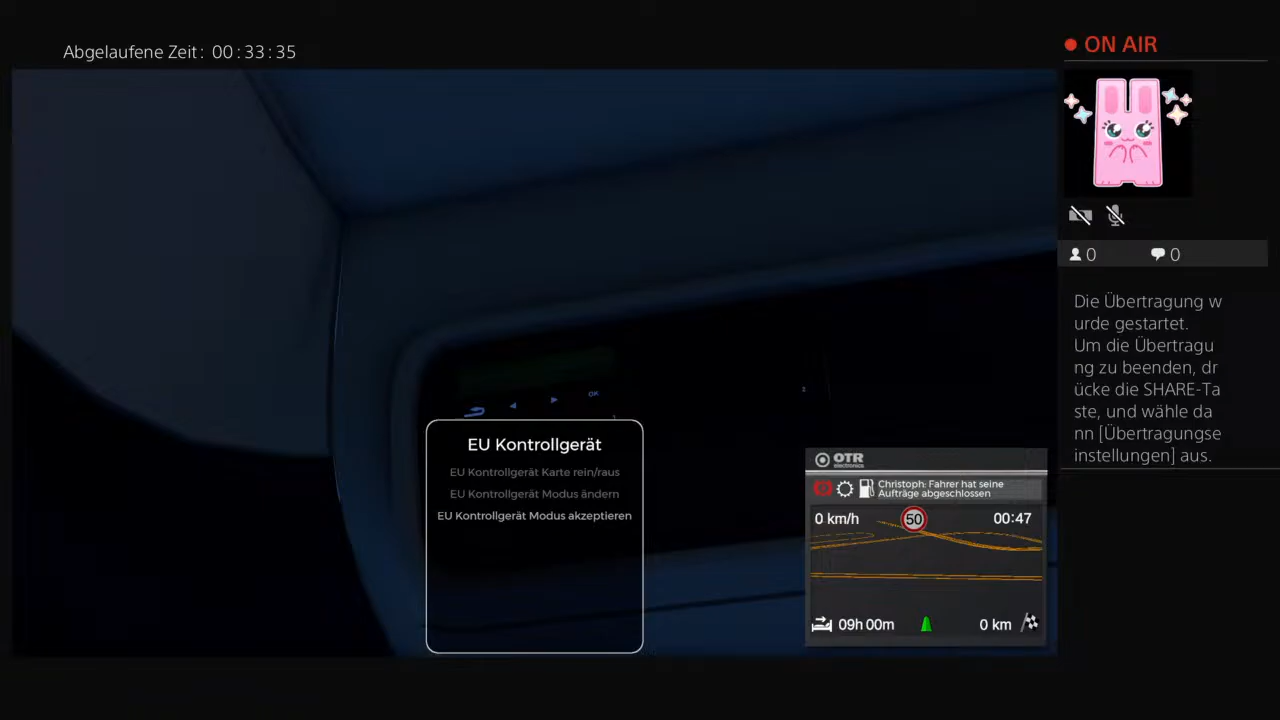 Abgelaufene Zeit: 00:33:35
ON AIR
0 0
Die Übertragung w
urde gestartet.
Um die Übertragu
ng zu beenden, dr
ücke die SHARE-Ta
ste, und wähle da
nn [Übertragungse
instellungen] aus.
OK
EU Kontrollgerät
EU Kontrollgerät Karte rein/raus
EU Kontrollgerät Modus ändern
EU Kontrollgerät Modus akzeptieren
OTR
electronics
Christoph: Fahrer hat seine
Aufträge abgeschlossen
0 km/h 50 00:47
09h 00m 0 km